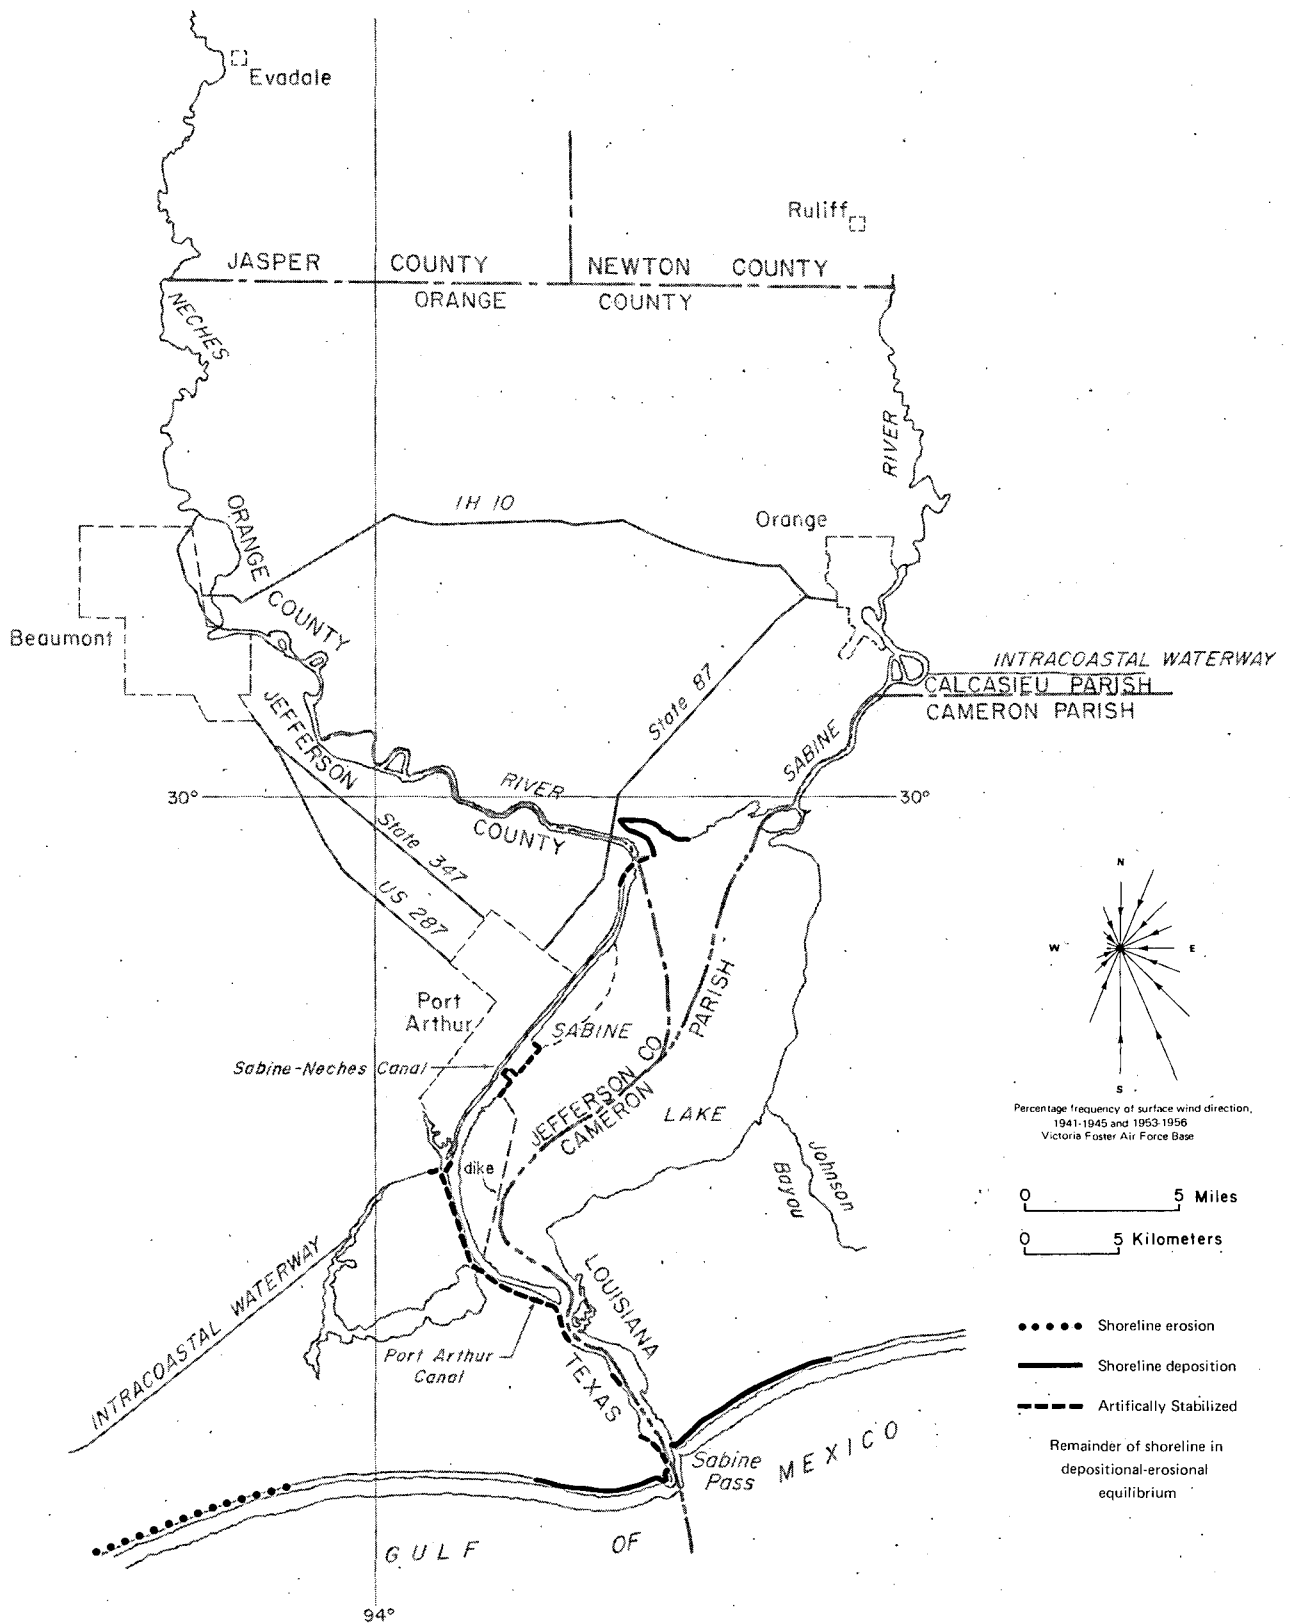 Evadale
Ruliff
JASPER COUNTY
NEWTON COUNTY
ORANGE COUNTY
NECHES
RIVER
IH 10
Orange
ORANGE COUNTY
Beaumont
INTRACOASTAL WATERWAY
CALCASIEU PARISH
CAMERON PARISH
State 87
JEFFERSON
SABINE
RIVER
30°
30°
COUNTY
State 347
US 287
N
W
E
S
Percentage frequency of surface wind direction,
1941-1945 and 1953-1956
Victoria Foster Air Force Base
PARISH
Port
Arthur
SABINE
Sabine-Neches Canal
JEFFERSON CO
CAMERON
LAKE
dike
Johnson
Bayou
0 5 Miles
0 5 Kilometers
INTRACOASTAL WATERWAY
LOUISIANA
TEXAS
Port Arthur
Canal
Shoreline erosion
Shoreline deposition
Artifically Stabilized
Remainder of shoreline in
depositional-erosional
equilibrium
Sabine
Pass
GULF OF MEXICO
94°